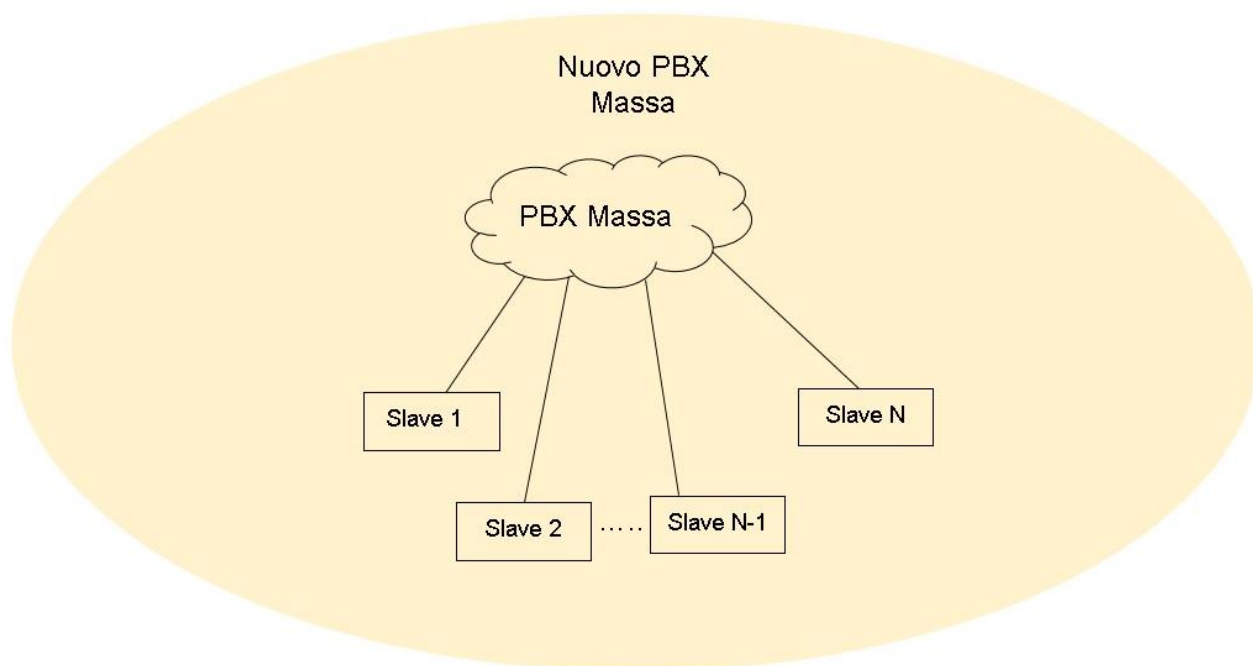 Nuovo PBX
Massa
PBX Massa
Slave 1
Slave N
Slave 2
.....
Slave N-1